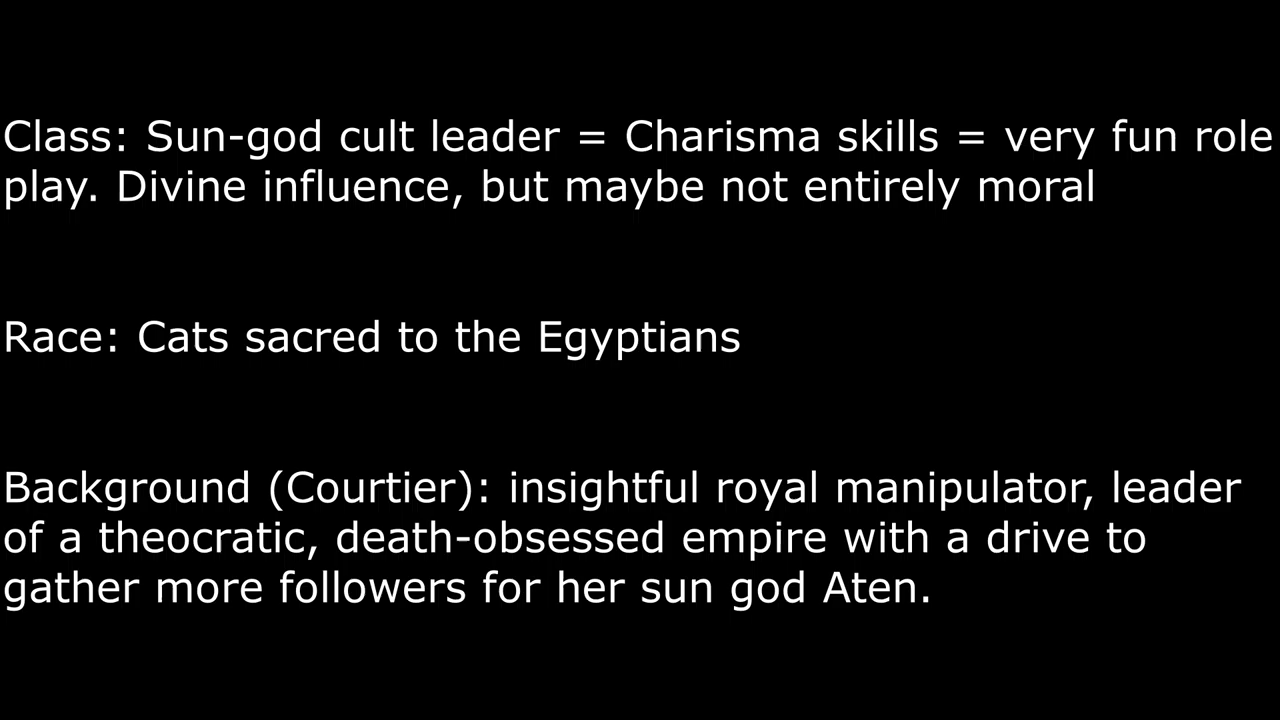 Class: Sun-god cult leader = Charisma skills = very fun role
play. Divine influence, but maybe not entirely moral
Race: Cats sacred to the Egyptians
Background (Courtier): insightful royal manipulator, leader
of a theocratic, death-obsessed empire with a drive to
gather more followers for her sun god Aten.